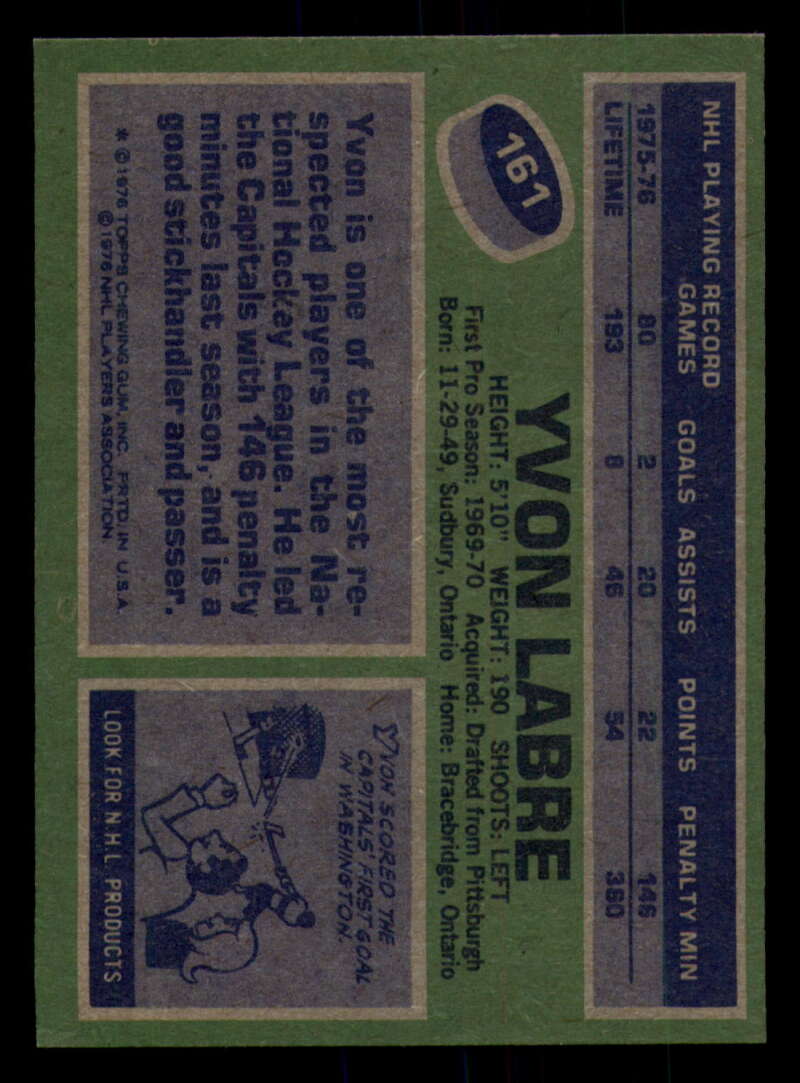 NHL PLAYING RECORD
GAMES GOALS ASSISTS POINTS PENALTY MIN
1975-76 80 2 20 22 146
LIFETIME 193 8 46 54 360
161
YVON LABRE
HEIGHT: 5'10" WEIGHT: 190 SHOOTS: LEFT
First Pro Season: 1969-70 Acquired: Drafted from Pittsburgh
Born: 11-29-49, Sudbury, Ontario Home: Bracebridge, Ontario
Yvon is one of the most re-
spected players in the Na-
tional Hockey League. He led
the Capitals with 146 penalty
minutes last season, and is a
good stickhandler and passer.
* © 1976 TOPPS CHEWING GUM, INC. PRTD. IN U.S.A.
© 1976 NHL PLAYERS ASSOCIATION
YVON SCORED THE
CAPITALS' FIRST GOAL
IN WASHINGTON.
LOOK FOR N.H.L. PRODUCTS